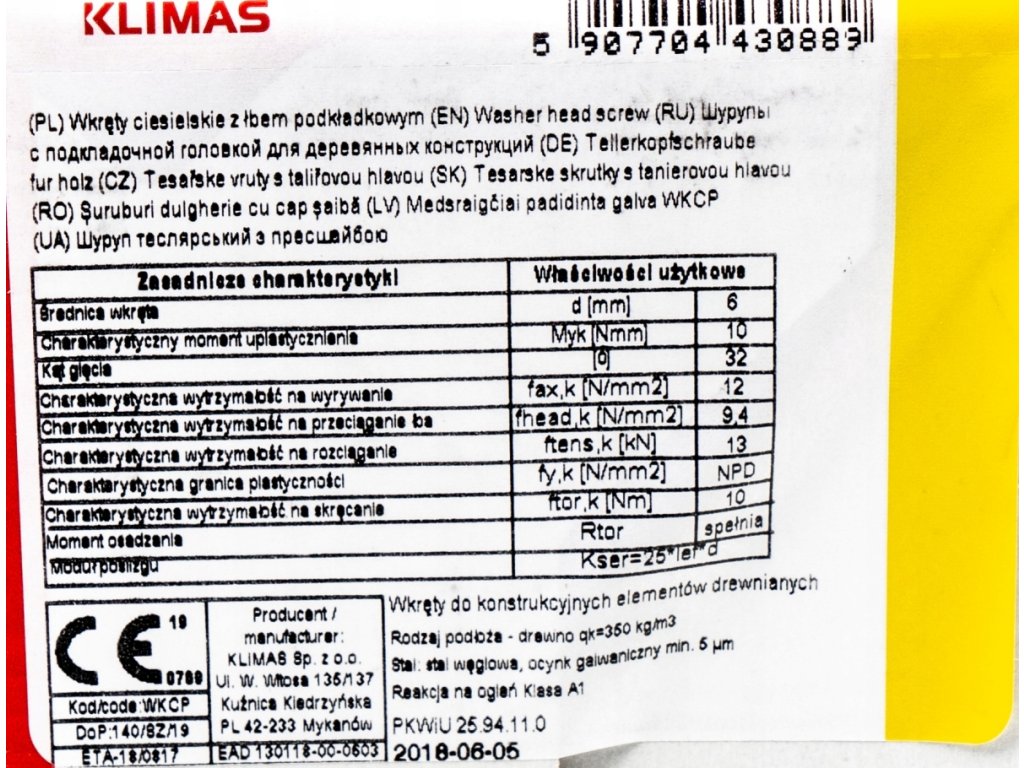 KLIMAS
5 907704 430889
(PL) Wkręty ciesielskie z łbem podkładkowym (EN) Washer head screw (RU) Шурупы
с подкладочной головкой для деревянных конструкций (DE) Tellerkopfschraube
fur holz (CZ) Tesařske vruty s talířovou hlavou (SK) Tesarske skrutky s tanierovou hlavou
(RO) Şuruburi dulgherie cu cap şaibă (LV) Medsraigčiai padidinta galva WKCP
(UA) Шуруп теслярський з пресшайбою
Zasadnicze charakterystyki Właściwości użytkowe
Średnica wkręta d [mm] 6
Charakterystyczny moment uplastycznienia Myk [Nmm] 10
Kąt gięcia [o] 32
Charakterystyczna wytrzymałość na wyrywanie fax,k [N/mm2] 12
Charakterystyczna wytrzymałość na przeciąganie łba fhead,k [N/mm2] 9,4
Charakterystyczna wytrzymałość na rozciąganie ftens,k [kN] 13
Charakterystyczna granica plastyczności fy,k [N/mm2] NPD
Charakterystyczna wytrzymałość na skręcanie ftor,k [Nm] 10
Moment osadzania Rtor spełnia
Moduł poślizgu Kser=25*lef*d
CE 19
0769
Kod/code:WKCP
DoP:140/SZ/19
ETA-18/0817
Producent /
manufacturer:
KLIMAS Sp. z o.o.
Ul. W. Witosa 135/137
Kuźnica Kiedrzyńska
PL 42-233 Mykanów
EAD 130118-00-0603
Wkręty do konstrukcyjnych elementów drewnianych
Rodzaj podłoża - drewno qk=350 kg/m3
Stal: stal węglowa, ocynk galwaniczny min. 5 µm
Reakcja na ogień Klasa A1
PKWiU 25.94.11.0
2018-06-05